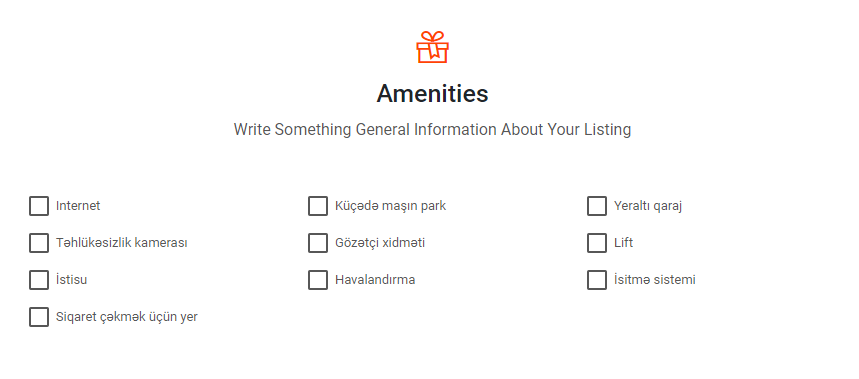 Amenities
Write Something General Information About Your Listing
Internet
Küçədə maşın park
Yeraltı qaraj
Təhlükəsizlik kamerası
Gözətçi xidməti
Lift
İstisu
Havalandırma
İsitmə sistemi
Siqaret çəkmək üçün yer